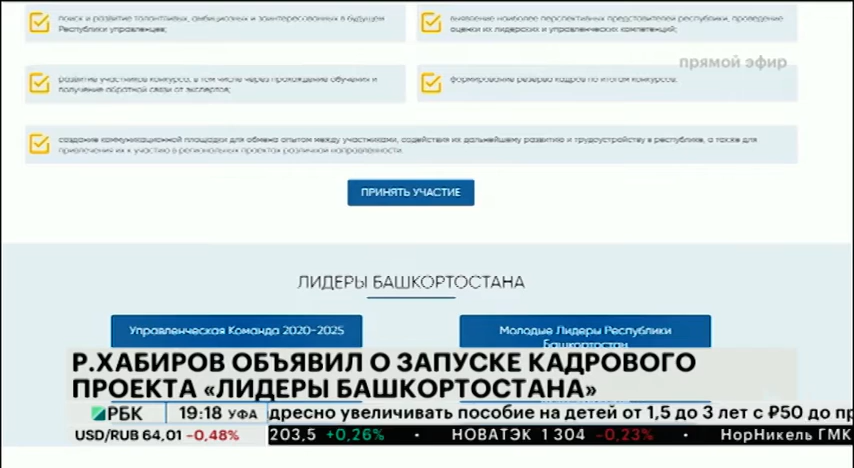 поиск и развитие талантливых, амбициозных и заинтересованных в будущем
Республики управленцев;
выявление наиболее перспективных представителей республики, проведение
оценки их лидерских и управленческих компетенций;
прямой эфир
развитие участников конкурса, в том числе через прохождение обучения и
получение обратной связи от экспертов;
формирование резерва кадров по итогам конкурсов;
создание коммуникационной площадки для обмена опытом между участниками, содействия их дальнейшему развитию и трудоустройству в республике, а также для
привлечения их к участию в региональных проектах различной направленности.
ПРИНЯТЬ УЧАСТИЕ
ЛИДЕРЫ БАШКОРТОСТАНА
Управленческая Команда 2020-2025
Молодые Лидеры Республики
Башкортостан
Р.ХАБИРОВ ОБЪЯВИЛ О ЗАПУСКЕ КАДРОВОГО
ПРОЕКТА «ЛИДЕРЫ БАШКОРТОСТАНА»
РБК 19:18 УФА дресно увеличивать пособие на детей от 1,5 до 3 лет с ₽50 до пр
USD/RUB 64,01 -0,48% 203,5 +0,26% • НОВАТЭК 1 304 -0,23% • НорНикель ГМК